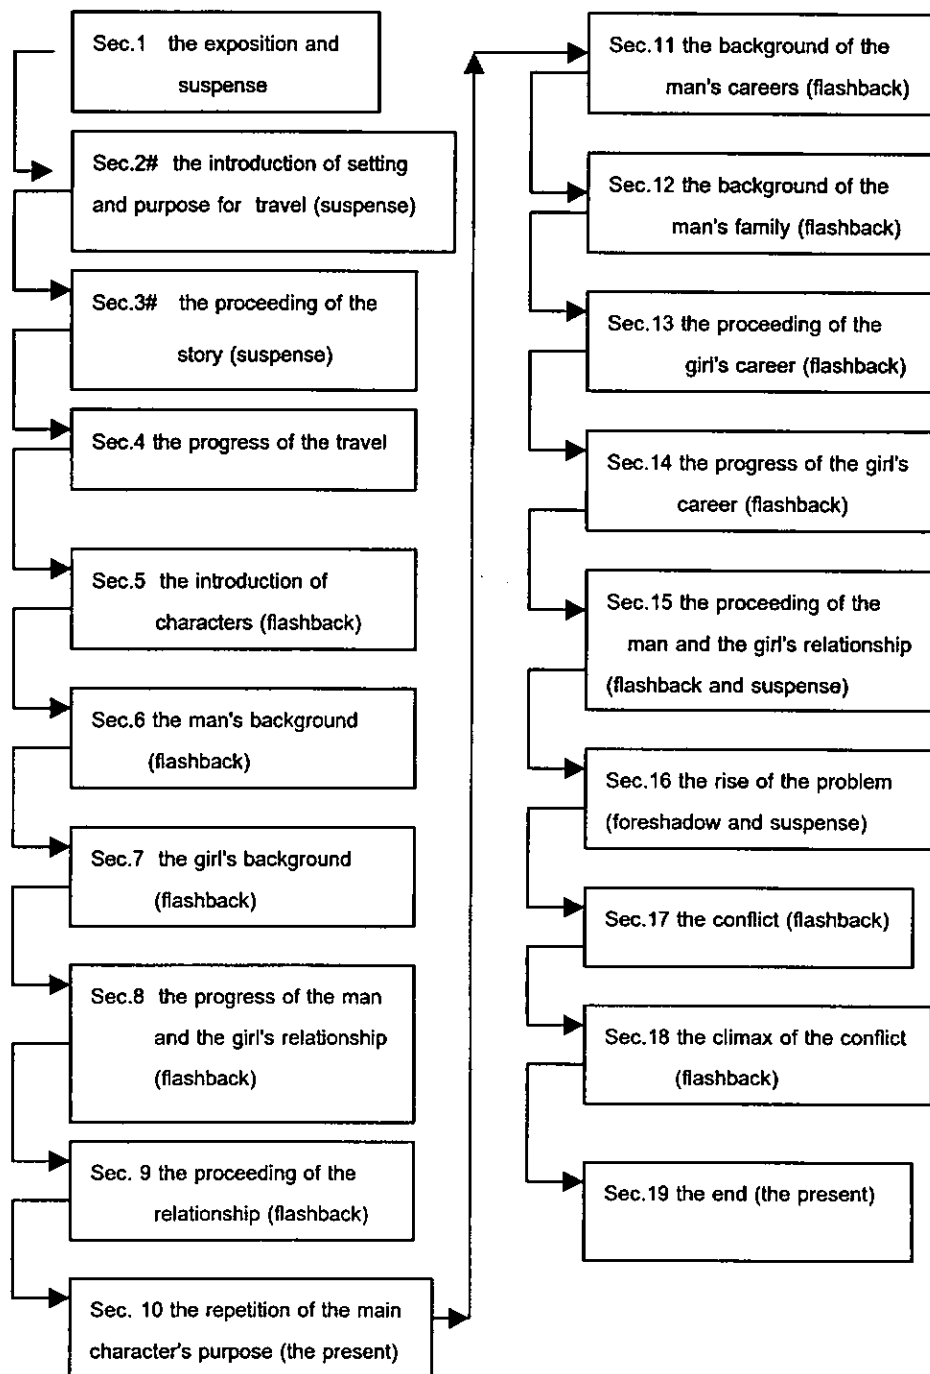 Sec.1 the exposition and
suspense
Sec.2# the introduction of setting
and purpose for travel (suspense)
Sec.3# the proceeding of the
story (suspense)
Sec.4 the progress of the travel
Sec.5 the introduction of
characters (flashback)
Sec.6 the man's background
(flashback)
Sec.7 the girl's background
(flashback)
Sec.8 the progress of the man
and the girl's relationship
(flashback)
Sec. 9 the proceeding of the
relationship (flashback)
Sec. 10 the repetition of the main
character's purpose (the present)
Sec.11 the background of the
man's careers (flashback)
Sec.12 the background of the
man's family (flashback)
Sec.13 the proceeding of the
girl's career (flashback)
Sec.14 the progress of the girl's
career (flashback)
Sec.15 the proceeding of the
man and the girl's relationship
(flashback and suspense)
Sec.16 the rise of the problem
(foreshadow and suspense)
Sec.17 the conflict (flashback)
Sec.18 the climax of the conflict
(flashback)
Sec.19 the end (the present)